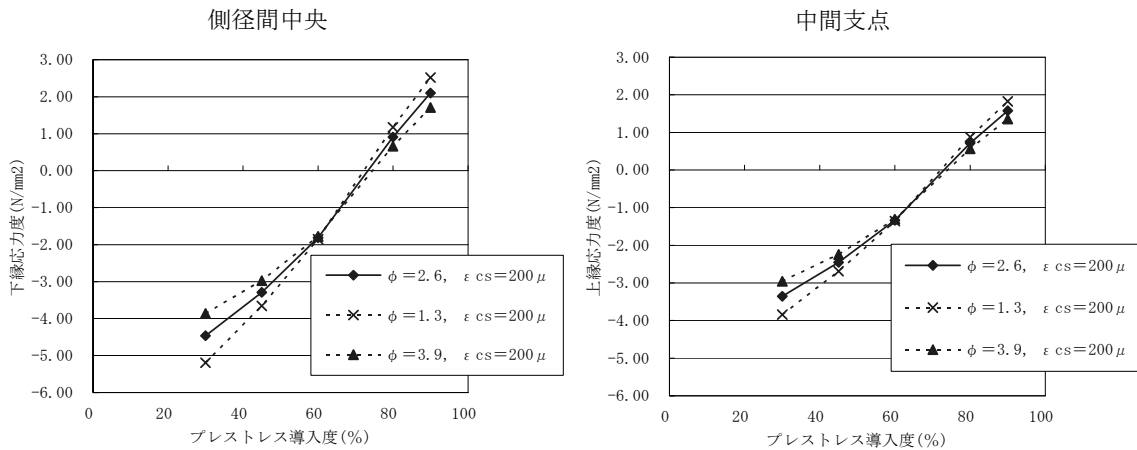 側径間中央
3.00
2.00
1.00
0.00
-1.00
-2.00
-3.00
-4.00
-5.00
-6.00
下縁応力度(N/mm2)
0 20 40 60 80 100
プレストレス導入度(%)
φ=2.6, ε cs=200μ
φ=1.3, ε cs=200μ
φ=3.9, ε cs=200μ
中間支点
3.00
2.00
1.00
0.00
-1.00
-2.00
-3.00
-4.00
-5.00
-6.00
上縁応力度(N/mm2)
0 20 40 60 80 100
プレストレス導入度(%)
φ=2.6, ε cs=200μ
φ=1.3, ε cs=200μ
φ=3.9, ε cs=200μ